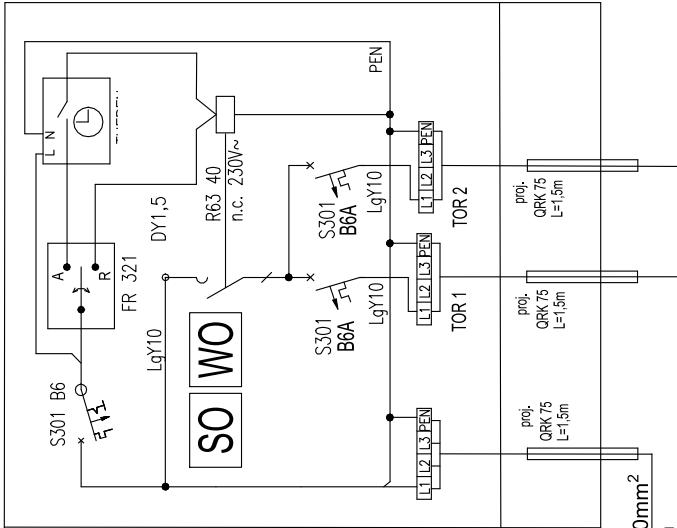 PEN
L N
A
R
FR 321
S301 B6
DY1,5
LgY10
R63 40
n.c. 230V~
SO
WO
S301
B6A
LgY10
S301
B6A
LgY10
L1 L2 L3 PEN
TOR 2
L1 L2 L3 PEN
TOR 1
L1 L2 L3 PEN
proj.
QRK 75
L=1,5m
proj.
QRK 75
L=1,5m
proj.
QRK 75
L=1,5m
0mm²